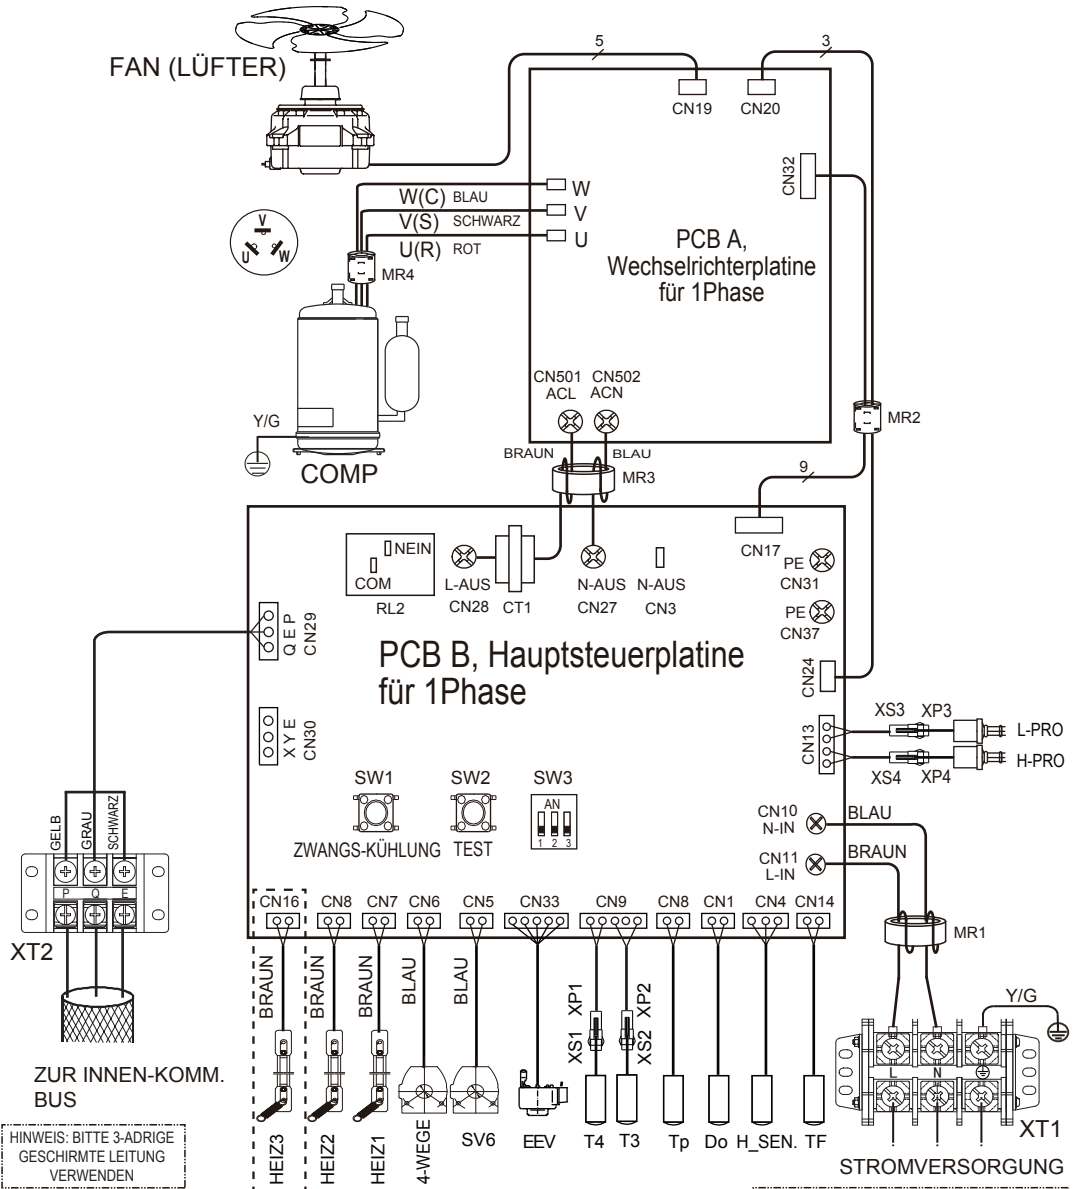 FAN (LÜFTER)
5
3
CN19
CN20
CN32
W(C) BLAU
W
V(S) SCHWARZ
V
U(R) ROT
U
V
U
W
MR4
PCB A,
Wechselrichterplatine
für 1Phase
CN501
ACL
CN502
ACN
Y/G
COMP
BRAUN
BLAU
MR3
MR2
9
CN17
NEIN
COM
RL2
L-AUS
CN28
CT1
N-AUS
CN27
N-AUS
CN3
PE
CN31
PE
CN37
Q E P
CN29
PCB B, Hauptsteuerplatine
für 1Phase
CN24
X Y E
CN30
CN13
XS3
XP3
L-PRO
XS4
XP4
H-PRO
SW1
SW2
SW3
AN
1 2 3
ZWANGS-KÜHLUNG
TEST
CN10
N-IN
BLAU
CN11
L-IN
BRAUN
GELB
GRAU
SCHWARZ
P
Q
E
XT2
CN16
CN8
CN7
CN6
CN5
CN33
CN9
CN8
CN1
CN4
CN14
MR1
BRAUN
BRAUN
BRAUN
BLAU
BLAU
XP1
XS1
XP2
XS2
Y/G
L
N
XT1
ZUR INNEN-KOMM.
BUS
HEIZ3
HEIZ2
HEIZ1
4-WEGE
SV6
EEV
T4
T3
Tp
Do
H_SEN.
TF
STROMVERSORGUNG
HINWEIS: BITTE 3-ADRIGE
GESCHIRMTE LEITUNG
VERWENDEN